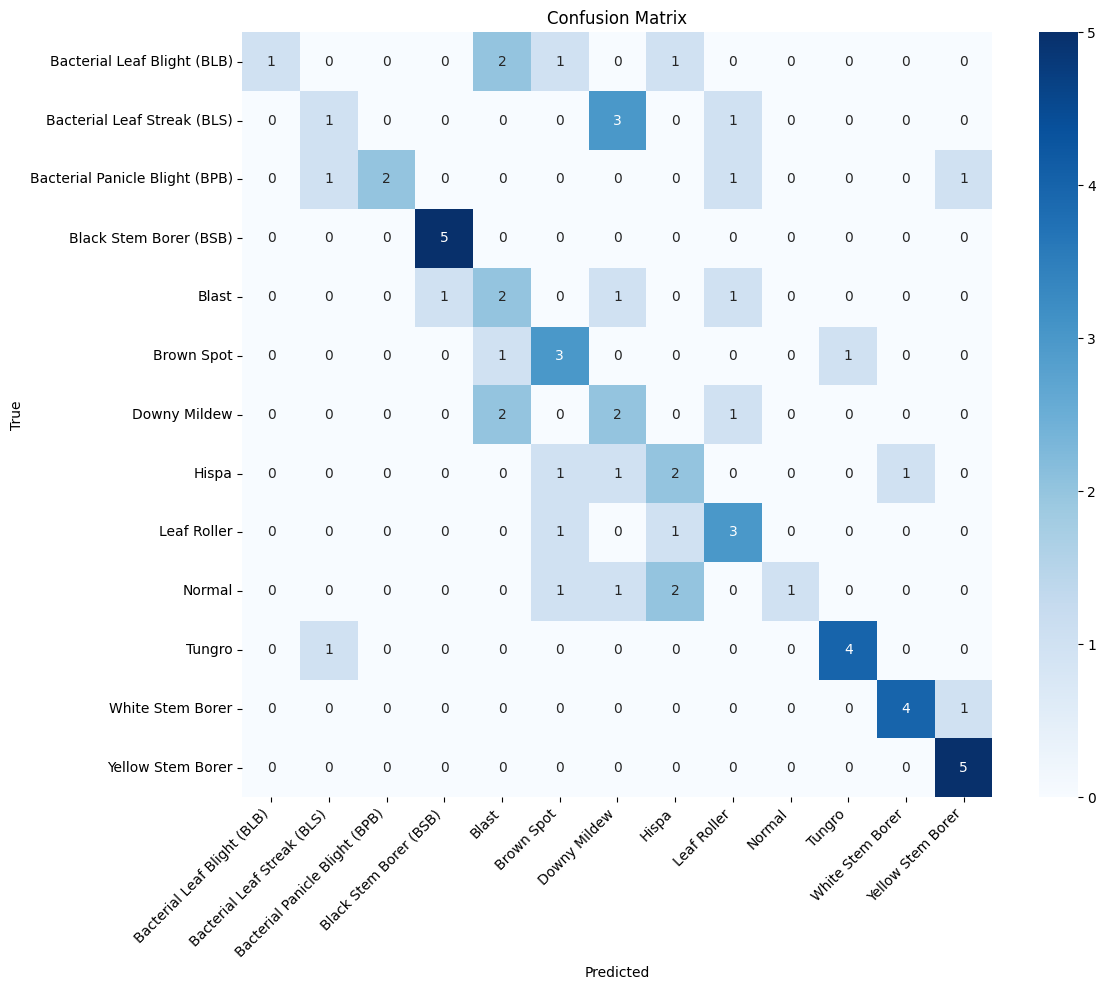 Confusion Matrix
Bacterial Leaf Blight (BLB) 1 0 0 0 2 1 0 1 0 0 0 0 0
Bacterial Leaf Streak (BLS) 0 1 0 0 0 0 3 0 1 0 0 0 0
Bacterial Panicle Blight (BPB) 0 1 2 0 0 0 0 0 1 0 0 0 1
Black Stem Borer (BSB) 0 0 0 5 0 0 0 0 0 0 0 0 0
Blast 0 0 0 1 2 0 1 0 1 0 0 0 0
Brown Spot 0 0 0 0 1 3 0 0 0 0 1 0 0
Downy Mildew 0 0 0 0 2 0 2 0 1 0 0 0 0
Hispa 0 0 0 0 0 1 1 2 0 0 0 1 0
Leaf Roller 0 0 0 0 0 1 0 1 3 0 0 0 0
Normal 0 0 0 0 0 1 1 2 0 1 0 0 0
Tungro 0 1 0 0 0 0 0 0 0 0 4 0 0
White Stem Borer 0 0 0 0 0 0 0 0 0 0 0 4 1
Yellow Stem Borer 0 0 0 0 0 0 0 0 0 0 0 0 5
True
Bacterial Leaf Blight (BLB)
Bacterial Leaf Streak (BLS)
Bacterial Panicle Blight (BPB)
Black Stem Borer (BSB)
Blast
Brown Spot
Downy Mildew
Hispa
Leaf Roller
Normal
Tungro
White Stem Borer
Yellow Stem Borer
Predicted
5
4
3
2
1
0